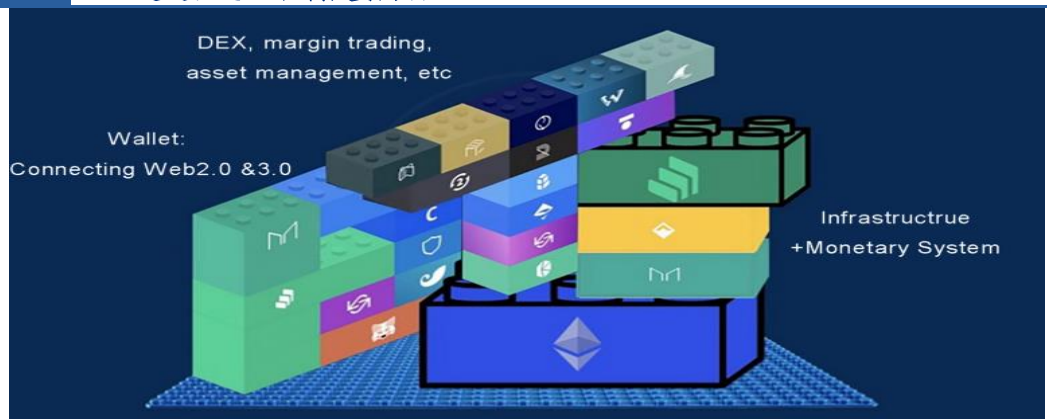 DEX, margin trading,
asset management, etc
Wallet:
Connecting Web2.0 &3.0
Infrastructrue
+Monetary System